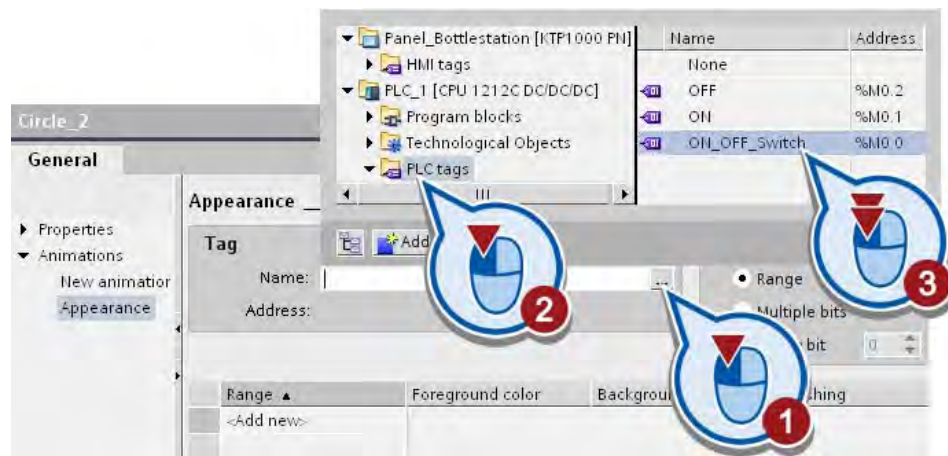 Panel_Bottlestation [KTP1000 PN]
Name
Address
HMI tags
None
PLC_1 [CPU 1212C DC/DC/DC]
OFF
%M0.2
Program blocks
ON
%M0.1
Technological Objects
ON_OFF_Switch
%M0.0
PLC tags
Circle_2
General
Appearance
Properties
Animations
New animation
Appearance
Tag
Add
Name:
...
Range
Address:
Multiple bits
bit
0
Range
Foreground color
<Add new>
1
2
3